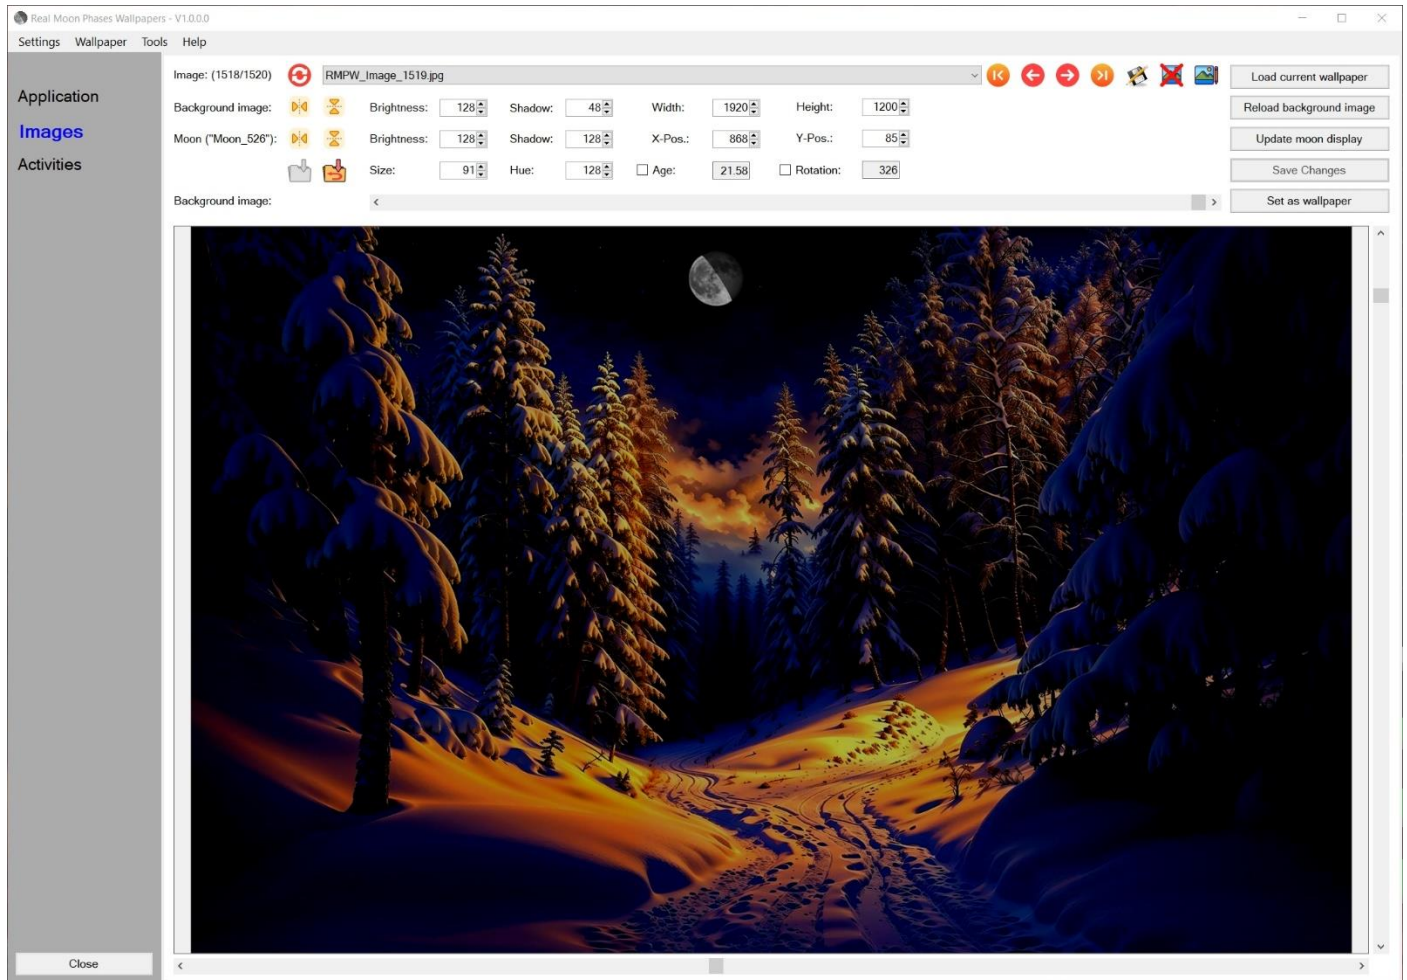 Real Moon Phases Wallpapers - V1.0.0.0
Settings Wallpaper Tools Help
Application
Images
Activities
Image: (1518/1520) RMPW_Image_1519.jpg Load current wallpaper
Background image: Brightness: 128 Shadow: 48 Width: 1920 Height: 1200 Reload background image
Moon ("Moon_526"): Brightness: 128 Shadow: 128 X-Pos.: 868 Y-Pos.: 85 Update moon display
Size: 91 Hue: 128 Age: 21.58 Rotation: 326 Save Changes
Background image: Set as wallpaper
Close